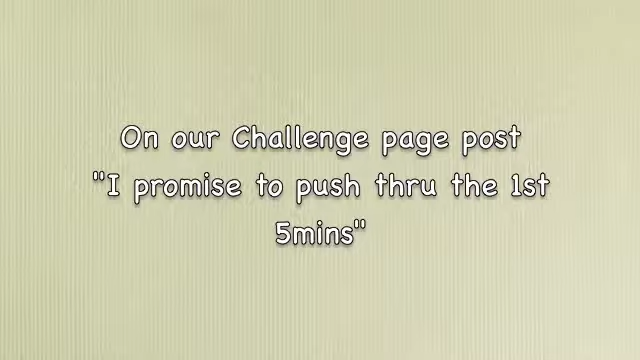 On our Challenge page post
"I promise to push thru the 1st
5mins"